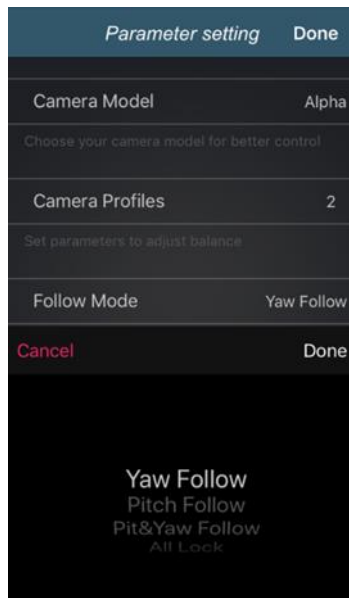 Parameter setting Done
Camera Model Alpha
Choose your camera model for better control
Camera Profiles 2
Set parameters to adjust balance
Follow Mode Yaw Follow
Cancel Done
Yaw Follow
Pitch Follow
Pit&Yaw Follow
All Lock